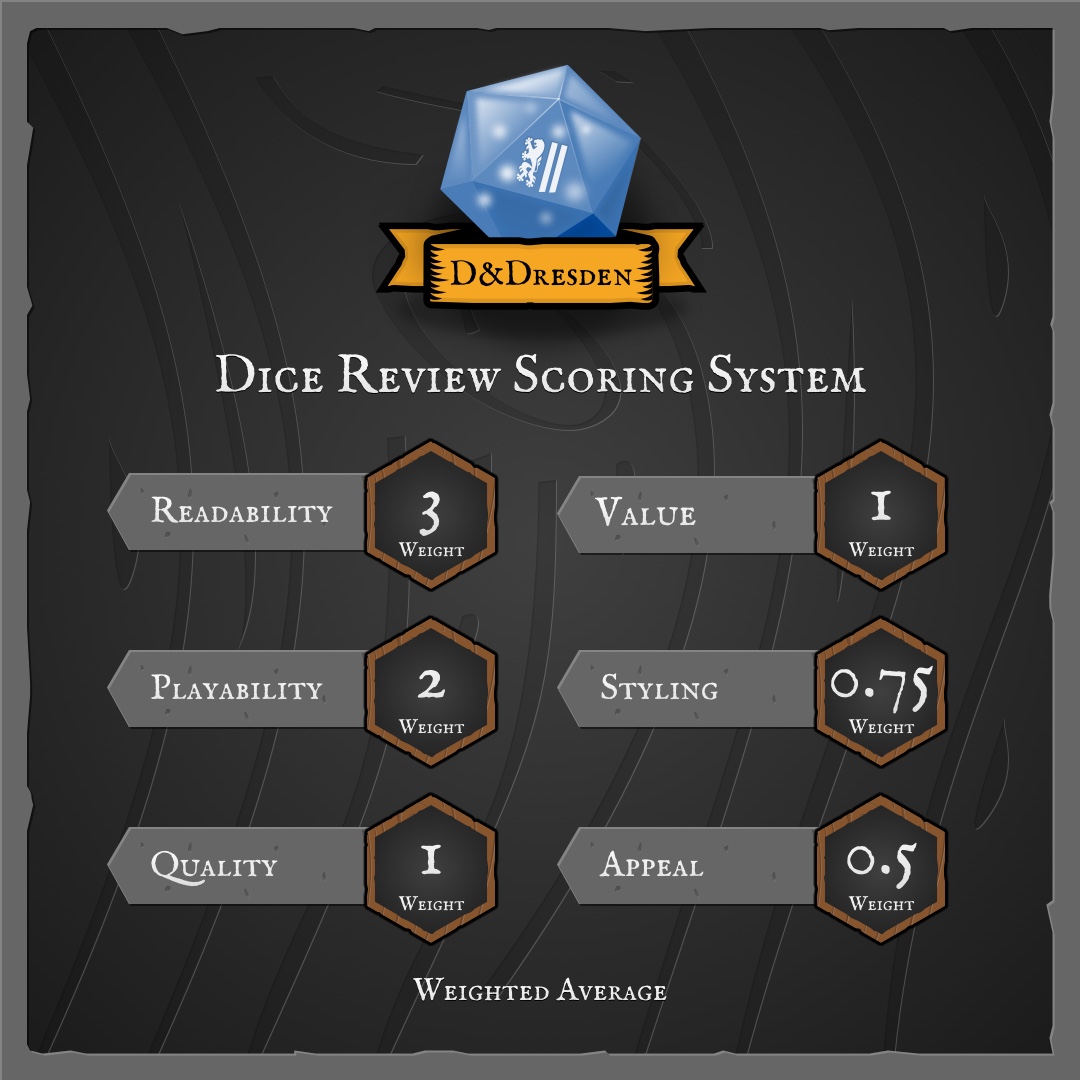 D&Dresden
Dice Review Scoring System
Readability
3
Weight
Value
1
Weight
Playability
2
Weight
Styling
0.75
Weight
Quality
1
Weight
Appeal
0.5
Weight
Weighted Average